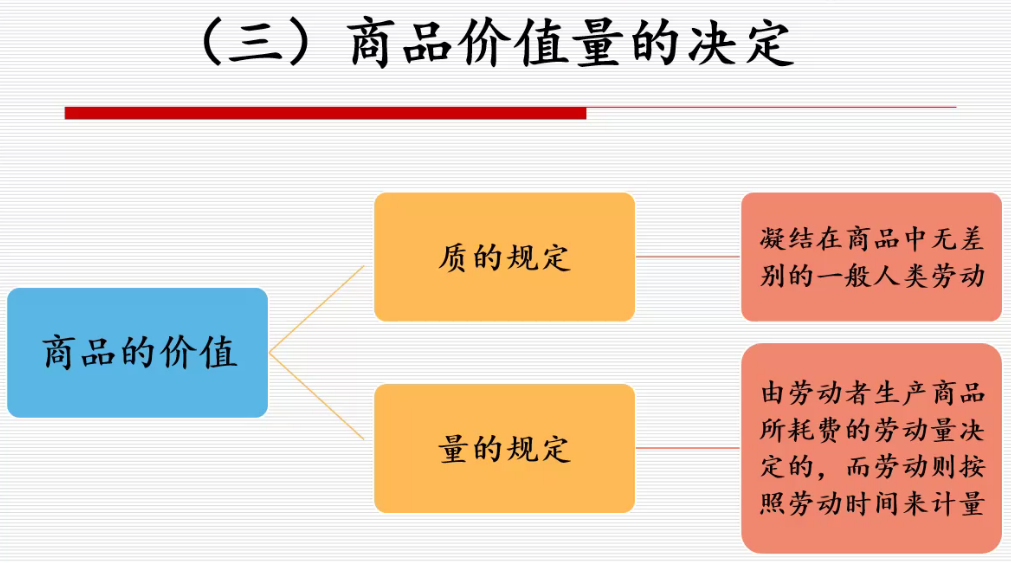 （三）商品价值量的决定
商品的价值
质的规定
凝结在商品中无差
别的一般人类劳动
量的规定
由劳动者生产商品
所耗费的劳动量决
定的，而劳动则按
照劳动时间来计量